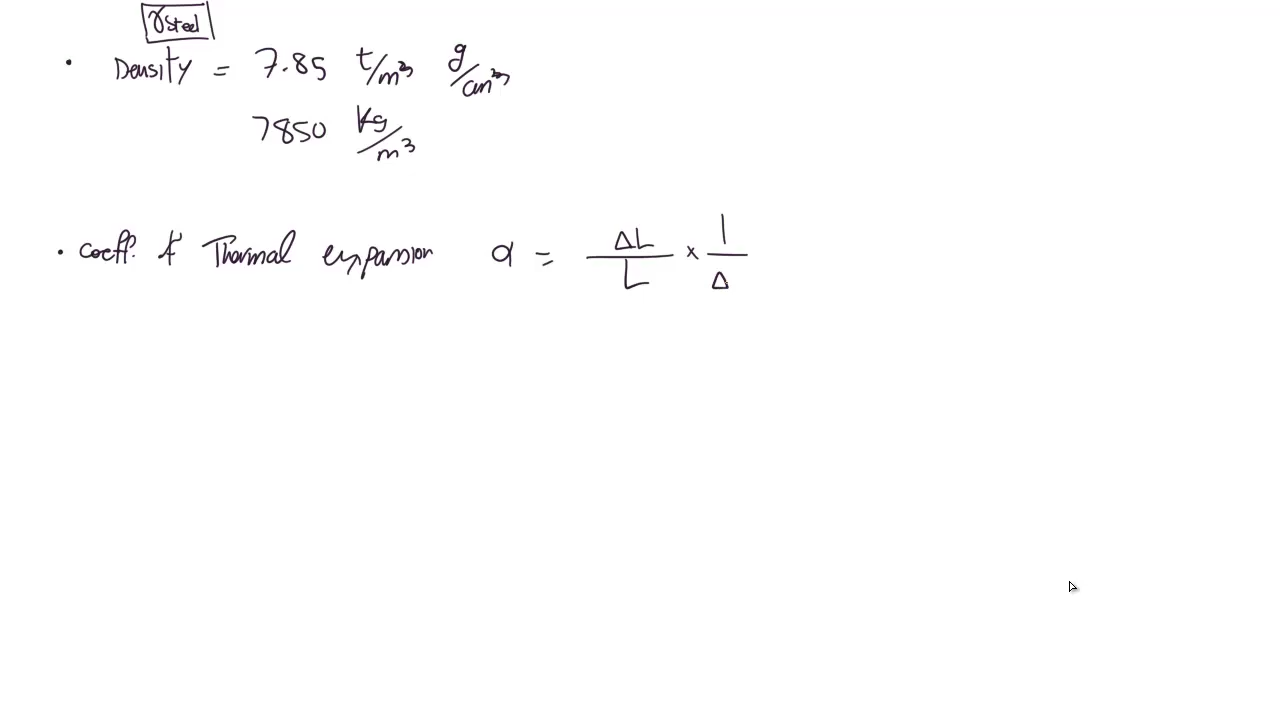 γsteel
• Density = 7.85 t/m³ g/cm³
7850 Kg/m³
• Coeff. of Thermal expansion α = ΔL/L × 1/Δ